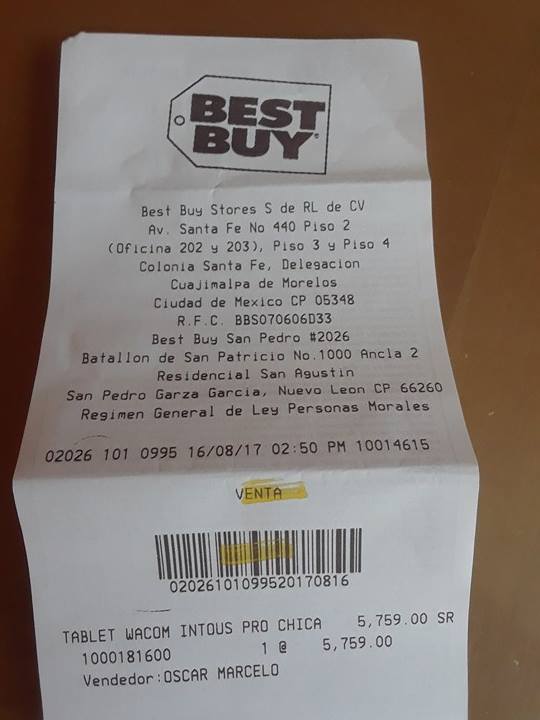 BEST
BUY
Best Buy Stores S de RL de CV
Av. Santa Fe No 440 Piso 2
(Oficina 202 y 203), Piso 3 y Piso 4
Colonia Santa Fe, Delegacion
Cuajimalpa de Morelos
Ciudad de Mexico CP 05348
R.F.C. BBS070606D33
Best Buy San Pedro #2026
Batallon de San Patricio No.1000 Ancla 2
Residencial San Agustin
San Pedro Garza Garcia, Nuevo Leon CP 66260
Regimen General de Ley Personas Morales
02026 101 0995 16/08/17 02:50 PM 10014615
VENTA
02026101099520170816
TABLET WACOM INTOUS PRO CHICA 5,759.00 SR
1000181600 1 @ 5,759.00
Vendedor:OSCAR MARCELO